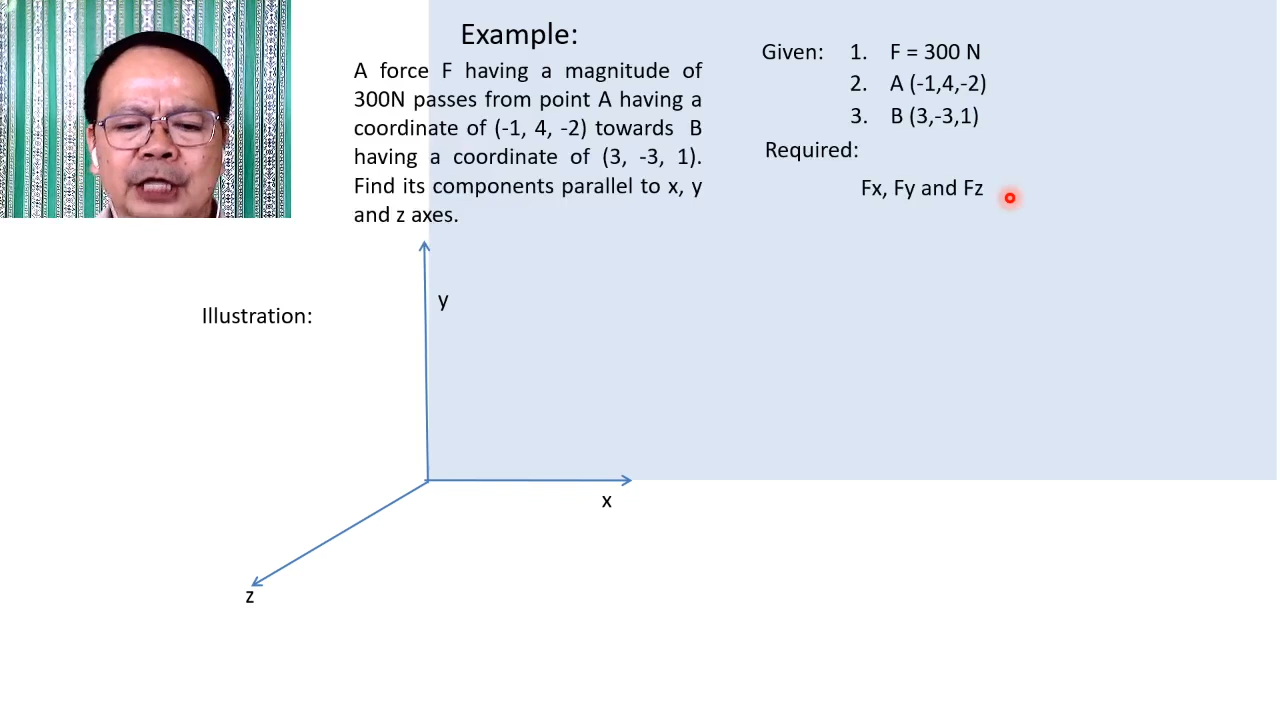 Example:
A force F having a magnitude of
300N passes from point A having a
coordinate of (-1, 4, -2) towards B
having a coordinate of (3, -3, 1).
Find its components parallel to x, y
and z axes.
Given: 1. F = 300 N
2. A (-1,4,-2)
3. B (3,-3,1)
Required:
Fx, Fy and Fz
Illustration:
y
x
z